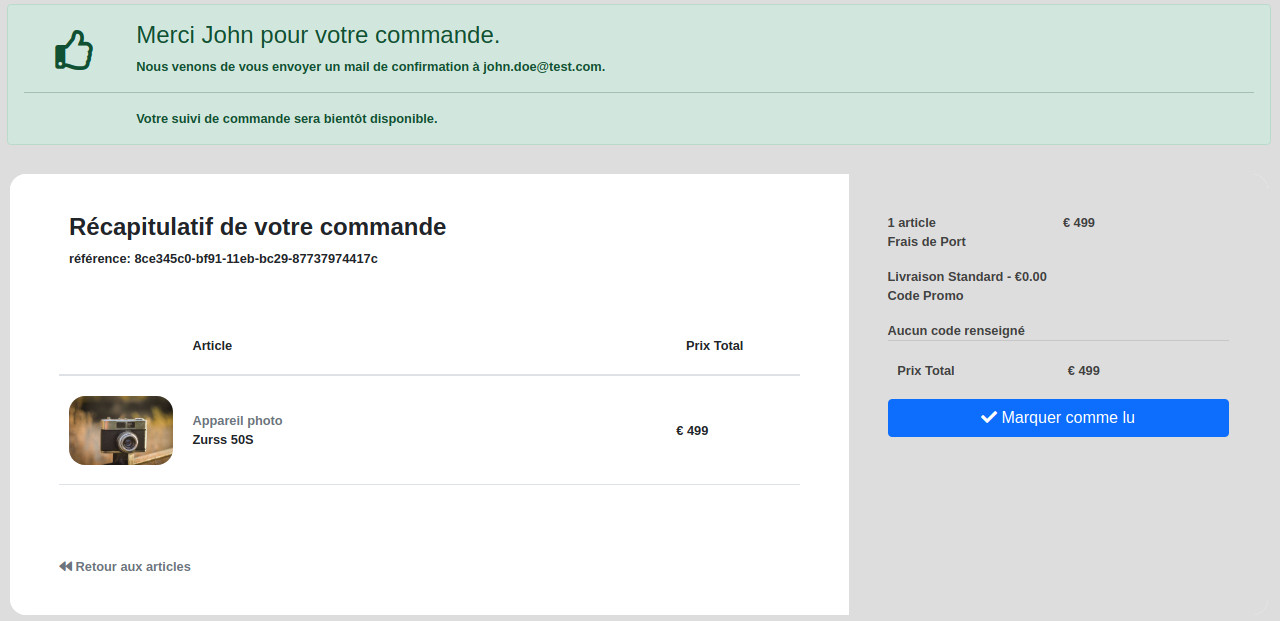 Merci John pour votre commande.
Nous venons de vous envoyer un mail de confirmation à john.doe@test.com.
Votre suivi de commande sera bientôt disponible.
Récapitulatif de votre commande
référence: 8ce345c0-bf91-11eb-bc29-87737974417c
Article Prix Total
Appareil photo
Zurss 50S
€ 499
Retour aux articles
1 article € 499
Frais de Port
Livraison Standard - €0.00
Code Promo
Aucun code renseigné
Prix Total € 499
Marquer comme lu